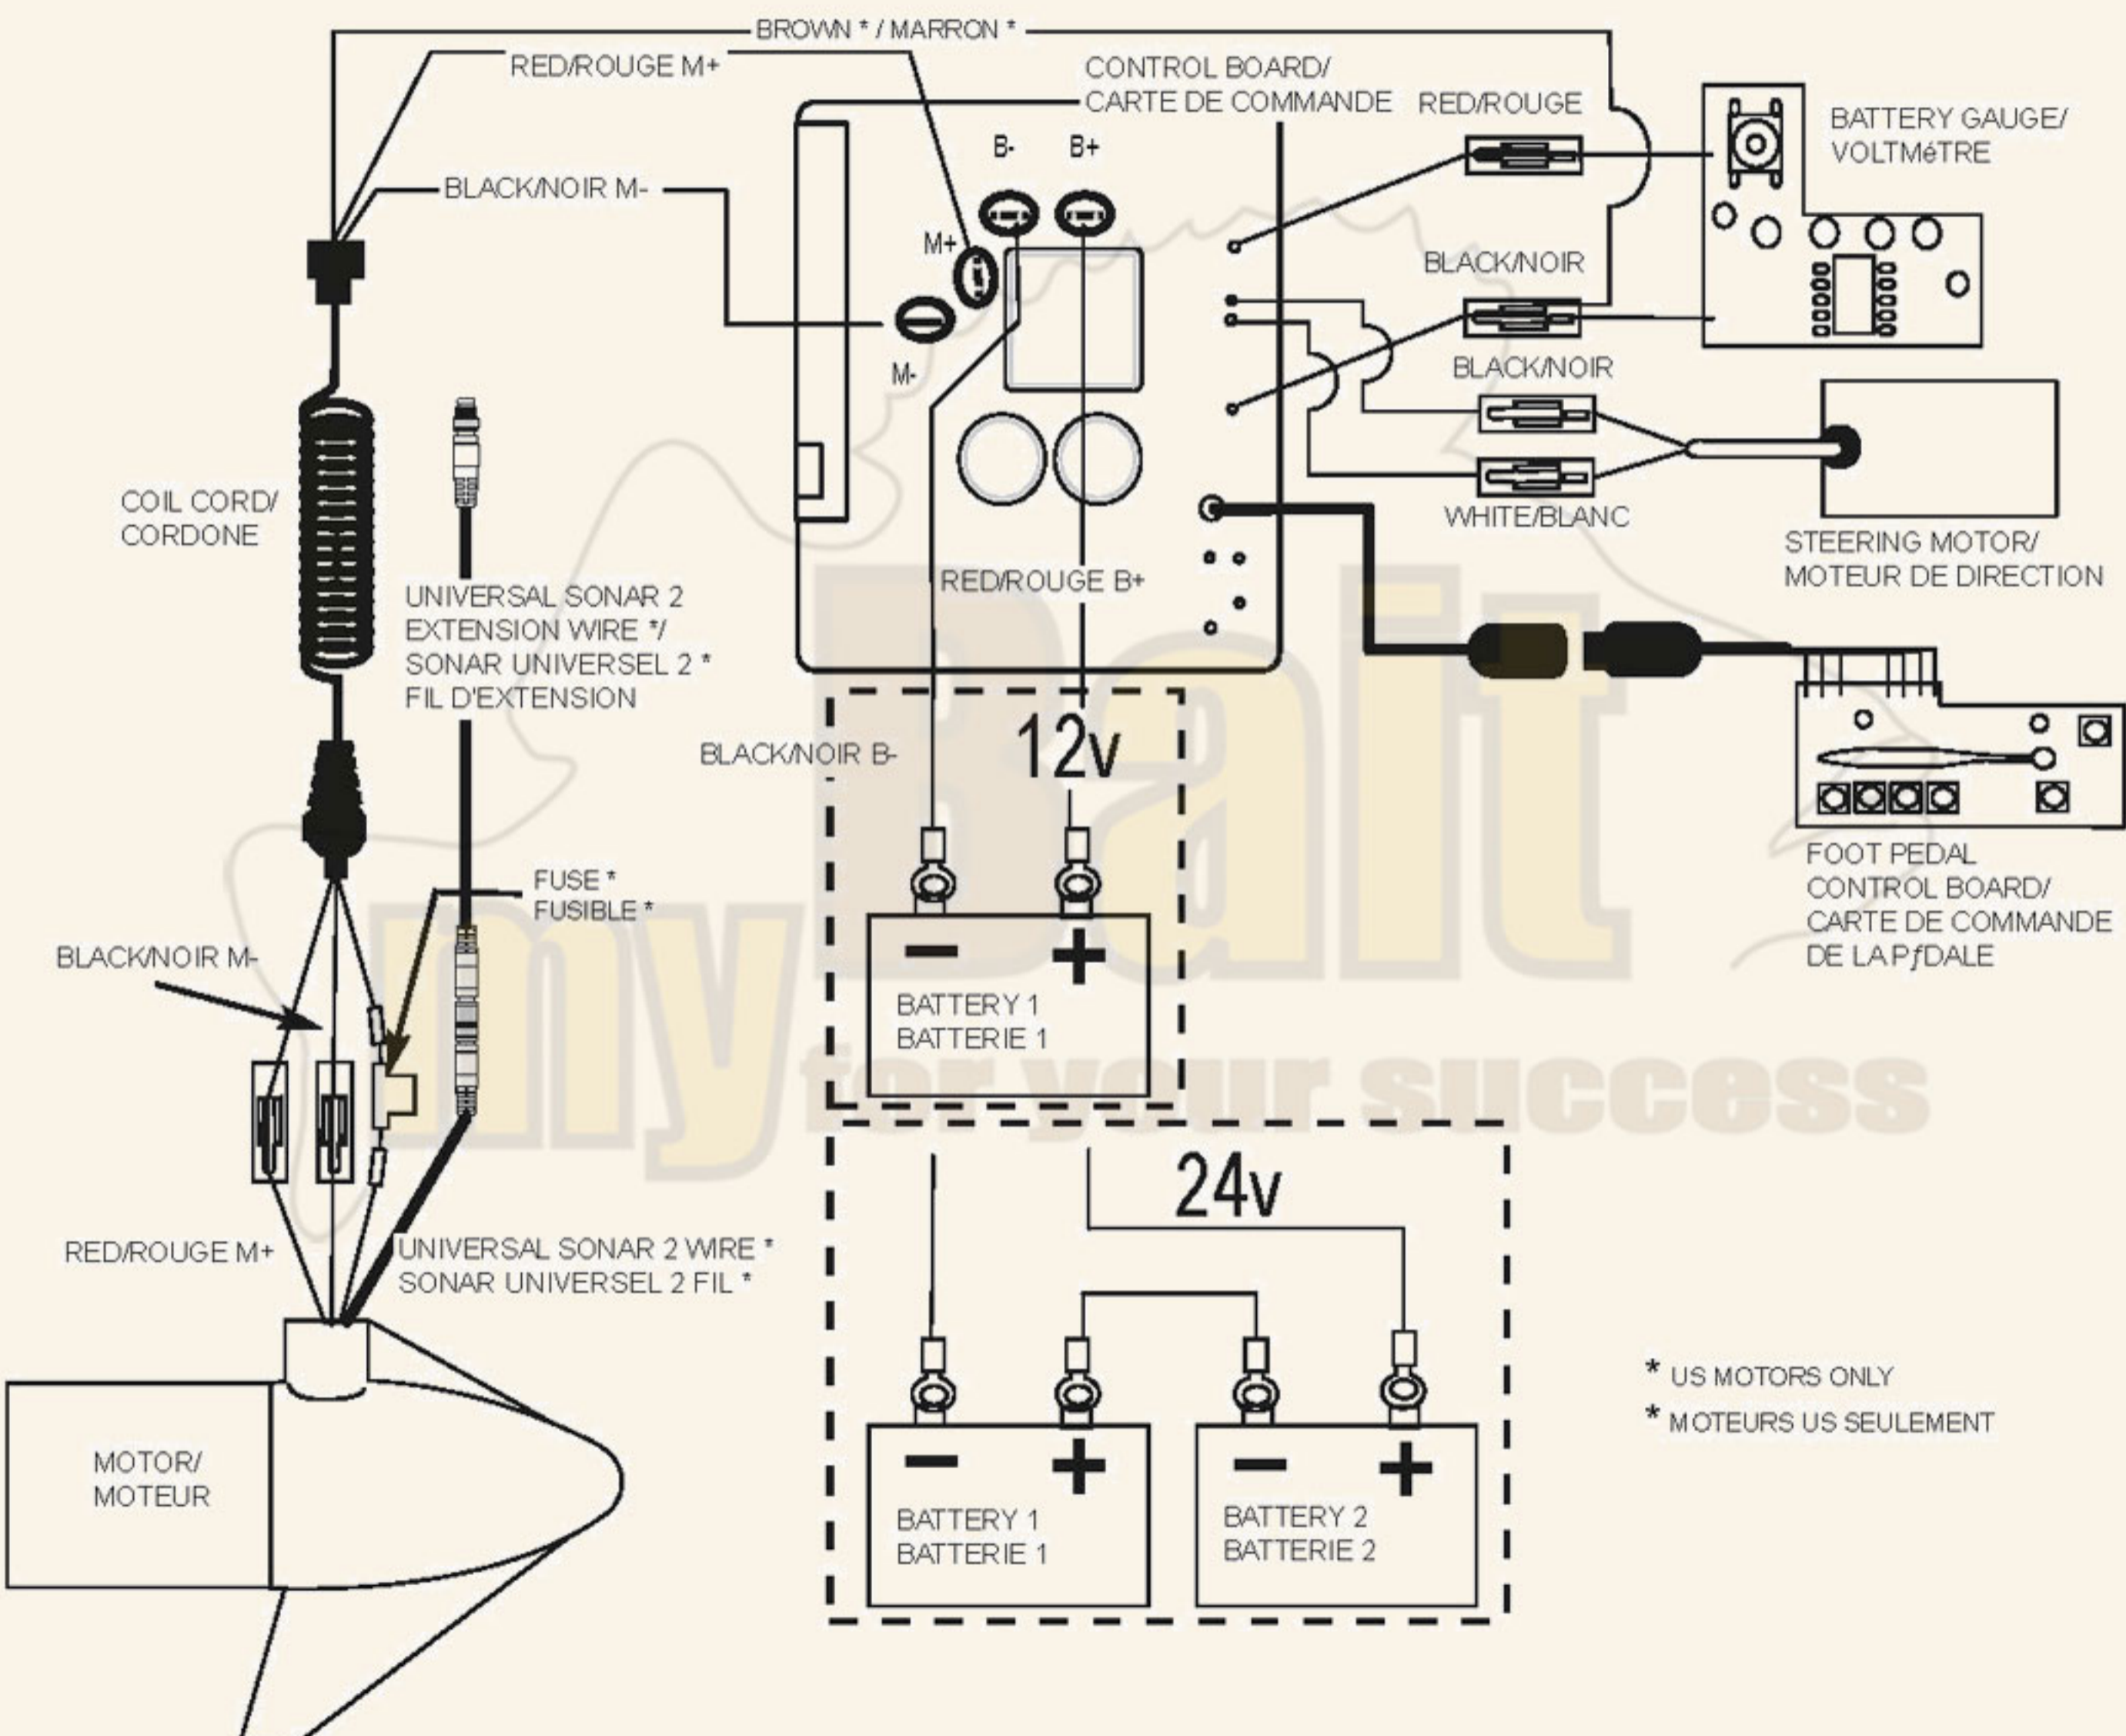 BROWN * / MARRON *
RED/ROUGE M+
CONTROL BOARD/
CARTE DE COMMANDE
RED/ROUGE
BATTERY GAUGE/
VOLTMéTRE
B-
B+
BLACK/NOIR M-
M+
M-
BLACK/NOIR
BLACK/NOIR
WHITE/BLANC
STEERING MOTOR/
MOTEUR DE DIRECTION
COIL CORD/
CORDONE
UNIVERSAL SONAR 2
EXTENSION WIRE */
SONAR UNIVERSEL 2 *
FIL D'EXTENSION
RED/ROUGE B+
BLACK/NOIR B-
12v
FOOT PEDAL
CONTROL BOARD/
CARTE DE COMMANDE
DE LA PƒDALE
FUSE *
FUSIBLE *
BLACK/NOIR M-
BATTERY 1
BATTERIE 1
myBait
for your success
24v
RED/ROUGE M+
UNIVERSAL SONAR 2 WIRE *
SONAR UNIVERSEL 2 FIL *
MOTOR/
MOTEUR
BATTERY 1
BATTERIE 1
BATTERY 2
BATTERIE 2
* US MOTORS ONLY
* MOTEURS US SEULEMENT